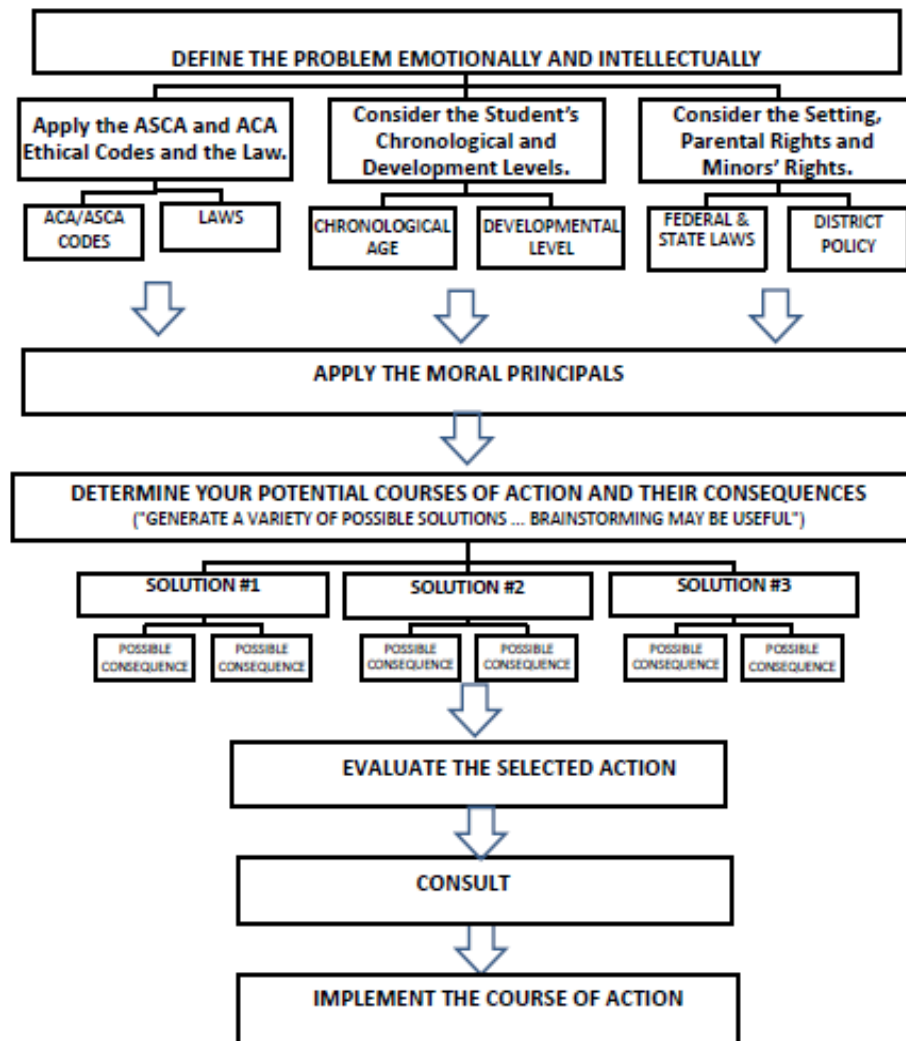 DEFINE THE PROBLEM EMOTIONALLY AND INTELLECTUALLY
Apply the ASCA and ACA
Ethical Codes and the Law.
Consider the Student's
Chronological and
Development Levels.
Consider the Setting,
Parental Rights and
Minors' Rights.
ACA/ASCA
CODES
LAWS
CHRONOLOGICAL
AGE
DEVELOPMENTAL
LEVEL
FEDERAL &
STATE LAWS
DISTRICT
POLICY
APPLY THE MORAL PRINCIPALS
DETERMINE YOUR POTENTIAL COURSES OF ACTION AND THEIR CONSEQUENCES
("GENERATE A VARIETY OF POSSIBLE SOLUTIONS ... BRAINSTORMING MAY BE USEFUL")
SOLUTION #1
SOLUTION #2
SOLUTION #3
POSSIBLE
CONSEQUENCE
POSSIBLE
CONSEQUENCE
POSSIBLE
CONSEQUENCE
POSSIBLE
CONSEQUENCE
POSSIBLE
CONSEQUENCE
POSSIBLE
CONSEQUENCE
EVALUATE THE SELECTED ACTION
CONSULT
IMPLEMENT THE COURSE OF ACTION